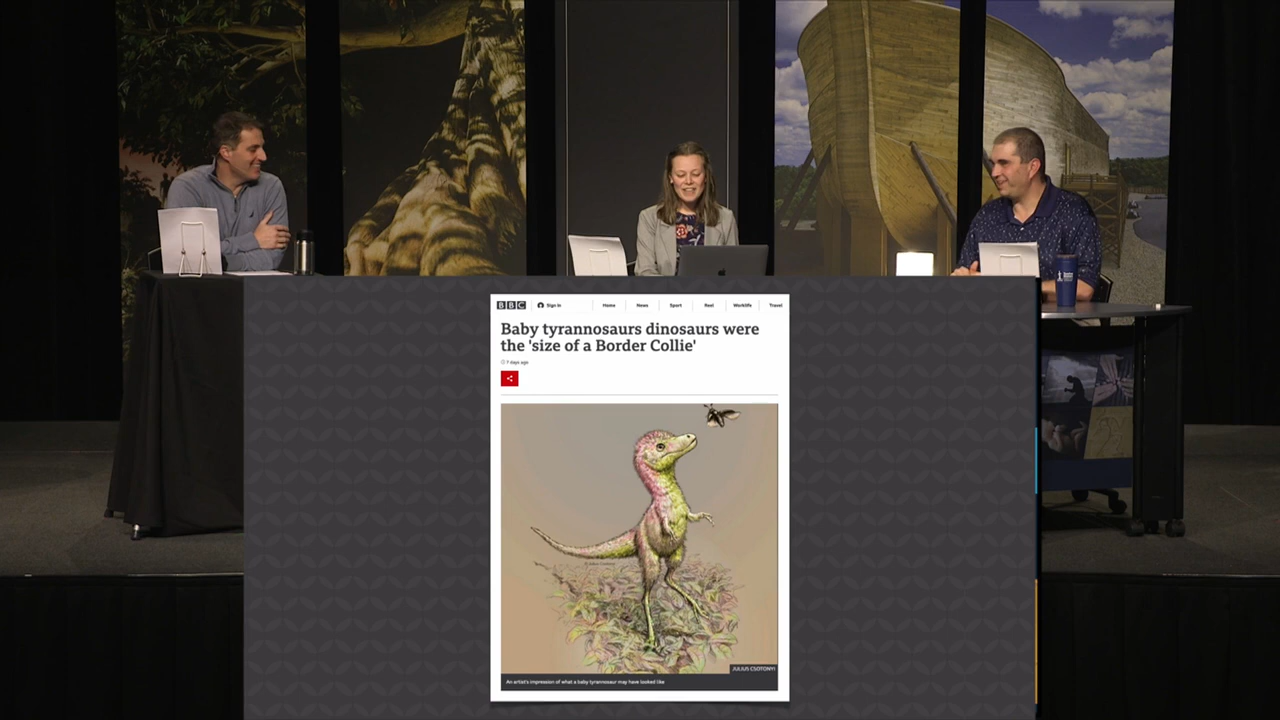 BBC
Sign in
Home
News
Sport
Reel
Worklife
Travel
Baby tyrannosaurs dinosaurs were
the 'size of a Border Collie'
7 days ago
JULIUS CSOTONYI
An artist's impression of what a baby tyrannosaur may have looked like